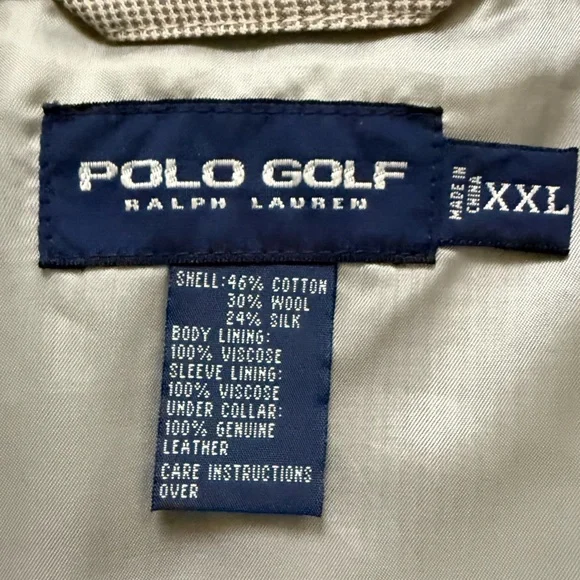 POLO GOLF
RALPH LAUREN
MADE IN
CHINA
XXL
SHELL: 46% COTTON
30% WOOL
24% SILK
BODY LINING:
100% VISCOSE
SLEEVE LINING:
100% VISCOSE
UNDER COLLAR:
100% GENUINE
LEATHER
CARE INSTRUCTIONS
OVER